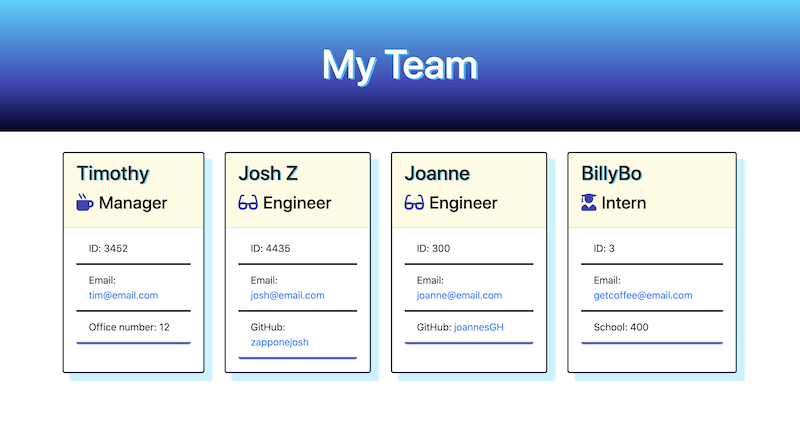 My Team
Timothy
Manager
ID: 3452
Email:
tim@email.com
Office number: 12
Josh Z
Engineer
ID: 4435
Email:
josh@email.com
GitHub:
zapponejosh
Joanne
Engineer
ID: 300
Email:
joanne@email.com
GitHub: joannesGH
BillyBo
Intern
ID: 3
Email:
getcoffee@email.com
School: 400